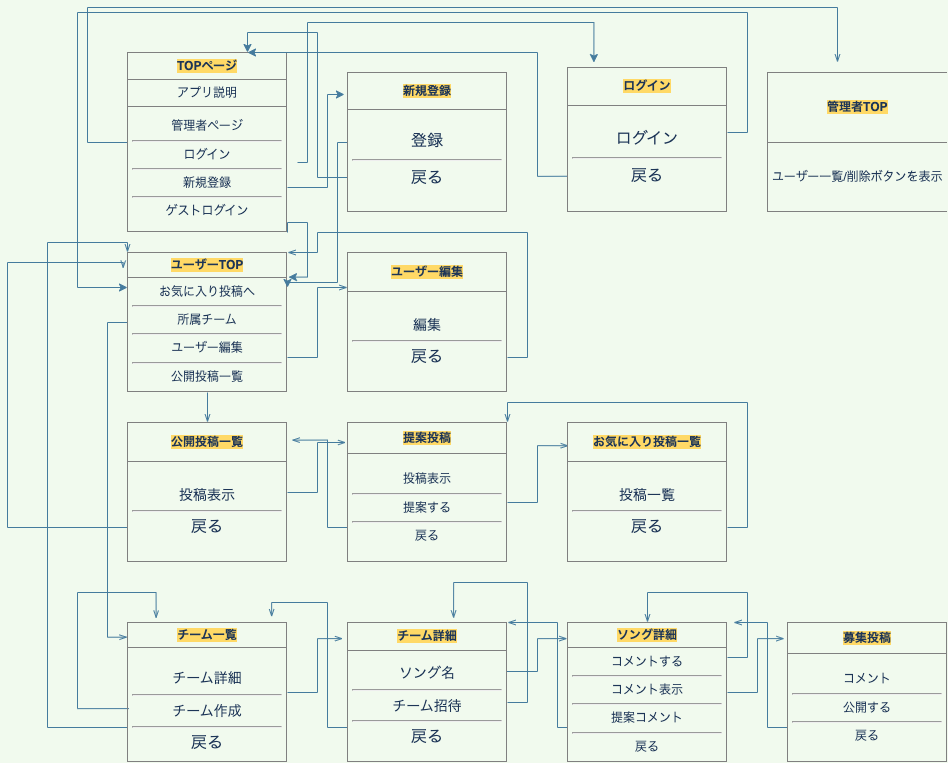 TOPページ
アプリ説明
管理者ページ
ログイン
新規登録
ゲストログイン
新規登録
登録
戻る
ログイン
ログイン
戻る
管理者TOP
ユーザー一覧/削除ボタンを表示
ユーザーTOP
お気に入り投稿へ
所属チーム
ユーザー編集
公開投稿一覧
ユーザー編集
編集
戻る
公開投稿一覧
投稿表示
戻る
提案投稿
投稿表示
提案する
戻る
お気に入り投稿一覧
投稿一覧
戻る
チーム一覧
チーム詳細
チーム作成
戻る
チーム詳細
ソング名
チーム招待
戻る
ソング詳細
コメントする
コメント表示
提案コメント
戻る
募集投稿
コメント
公開する
戻る